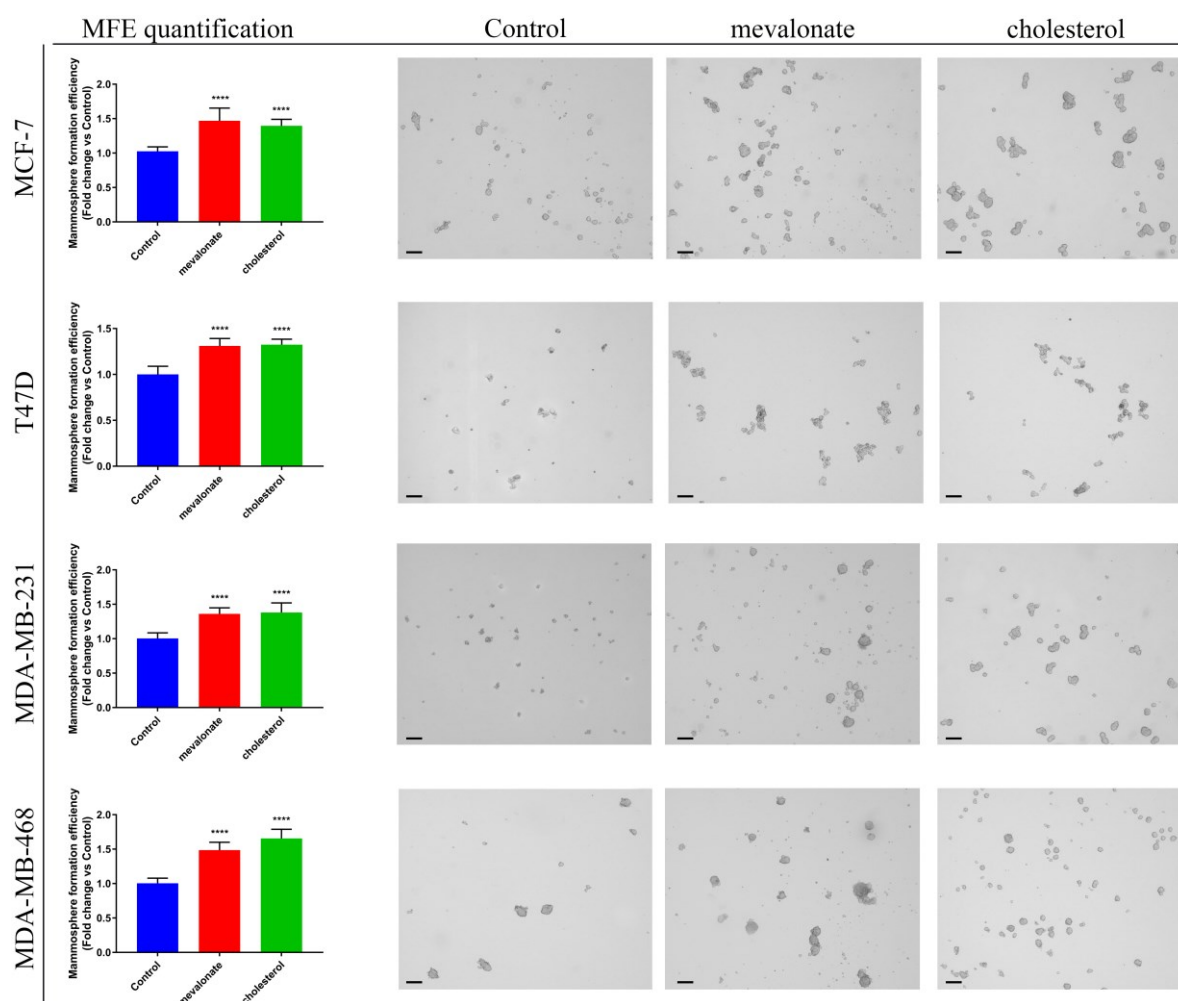 MFE quantification Control mevalonate cholesterol
MCF-7
Mammosphere formation efficiency
(Fold change vs Control)
2.0
1.5
1.0
0.5
0.0
****
****
Control
mevalonate
cholesterol
T47D
Mammosphere formation efficiency
(Fold change vs Control)
1.5
1.0
0.5
0.0
****
****
Control
mevalonate
cholesterol
MDA-MB-231
Mammosphere formation efficiency
(Fold change vs Control)
2.0
1.5
1.0
0.5
0.0
****
****
Control
mevalonate
cholesterol
MDA-MB-468
Mammosphere formation efficiency
(Fold change vs Control)
2.0
1.5
1.0
0.5
0.0
****
****
Control
mevalonate
cholesterol